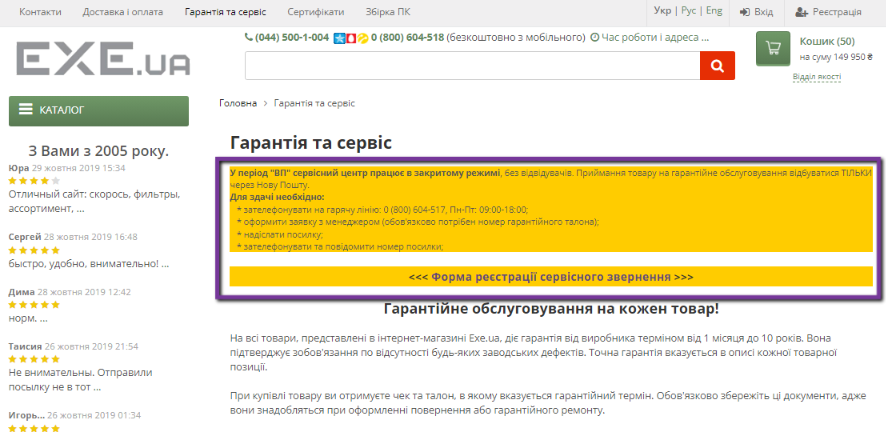 Контакти Доставка і оплата Гарантія та сервіс Сертифікати Збірка ПК Укр | Рус | Eng Вхід Реєстрація
EXE.UA
(044) 500-1-004 0 (800) 604-518 (безкоштовно з мобільного) Час роботи і адреса ...
Кошик (50)
на суму 149 950 ₴
Відділ якості
КАТАЛОГ
Головна > Гарантія та сервіс
З Вами з 2005 року.
Юра 29 жовтня 2019 15:34
Отличный сайт: скорось, фильтры,
ассортимент, ...
Сергей 28 жовтня 2019 16:48
быстро, удобно, внимательно! ...
Дима 28 жовтня 2019 12:42
норм. ...
Таисия 26 жовтня 2019 21:54
Не внимательны. Отправили
посылку не в тот ...
Игорь... 26 жовтня 2019 01:34
Гарантія та сервіс
У період "ВП" сервісний центр працює в закритому режимі, без відвідувачів. Приймання товару на гарантійне обслуговування відбуватися ТІЛЬКИ
через Нову Пошту.
Для здачі необхідно:
* зателефонувати на гарячу лінію: 0 (800) 604-517, Пн-Пт: 09:00-18:00;
* оформити заявку з менеджером (обов'язково потрібен номер гарантійного талона);
* надіслати посилку;
* зателефонувати та повідомити номер посилки;
<<< Форма реєстрації сервісного звернення >>>
Гарантійне обслуговування на кожен товар!
На всі товари, представлені в інтернет-магазині Exe.ua, діє гарантія від виробника терміном від 1 місяця до 10 років. Вона
підтверджує зобов'язання по відсутності будь-яких заводських дефектів. Точна гарантія вказується в описі кожної товарної
позиції.
При купівлі товару ви отримуєте чек та талон, в якому вказується гарантійний термін. Обов'язково збережіть ці документи, адже
вони знадобляться при оформленні повернення або гарантійного ремонту.